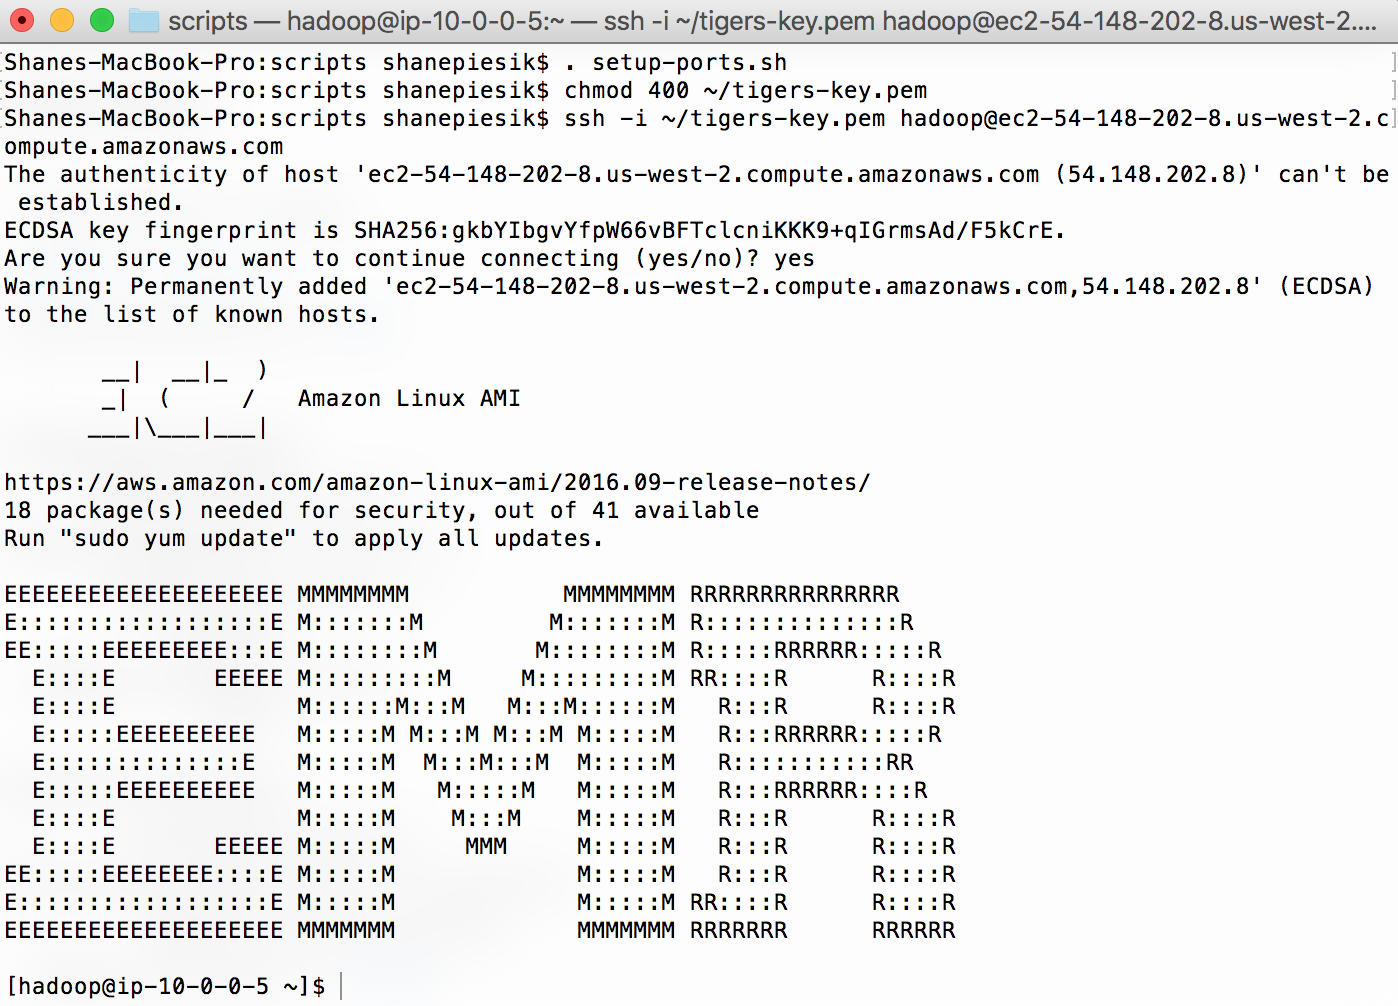 scripts — hadoop@ip-10-0-0-5:~ — ssh -i ~/tigers-key.pem hadoop@ec2-54-148-202-8.us-west-2....
Shanes-MacBook-Pro:scripts shanepiesik$ . setup-ports.sh
Shanes-MacBook-Pro:scripts shanepiesik$ chmod 400 ~/tigers-key.pem
Shanes-MacBook-Pro:scripts shanepiesik$ ssh -i ~/tigers-key.pem hadoop@ec2-54-148-202-8.us-west-2.c
ompute.amazonaws.com
The authenticity of host 'ec2-54-148-202-8.us-west-2.compute.amazonaws.com (54.148.202.8)' can't be
 established.
ECDSA key fingerprint is SHA256:gkbYIbgvYfpW66vBFTclcniKKK9+qIGrmsAd/F5kCrE.
Are you sure you want to continue connecting (yes/no)? yes
Warning: Permanently added 'ec2-54-148-202-8.us-west-2.compute.amazonaws.com,54.148.202.8' (ECDSA)
to the list of known hosts.

       __|  __|_  )
       _|  (     /   Amazon Linux AMI
      ___|\___|___|

https://aws.amazon.com/amazon-linux-ami/2016.09-release-notes/
18 package(s) needed for security, out of 41 available
Run "sudo yum update" to apply all updates.

EEEEEEEEEEEEEEEEEEEE MMMMMMMM           MMMMMMMM RRRRRRRRRRRRRRR
E::::::::::::::::::E M:::::::M         M:::::::M R::::::::::::::R
EE:::::EEEEEEEEE:::E M::::::::M       M::::::::M R:::::RRRRRR:::::R
  E::::E       EEEEE M:::::::::M     M:::::::::M RR::::R      R::::R
  E::::E             M::::::M:::M   M:::M::::::M   R:::R      R::::R
  E:::::EEEEEEEEEE   M:::::M M:::M M:::M M:::::M   R:::RRRRRR:::::R
  E::::::::::::::E   M:::::M  M:::M:::M  M:::::M   R:::::::::::RR
  E:::::EEEEEEEEEE   M:::::M   M:::::M   M:::::M   R:::RRRRRR::::R
  E::::E             M:::::M    M:::M    M:::::M   R:::R      R::::R
  E::::E       EEEEE M:::::M     MMM     M:::::M   R:::R      R::::R
EE:::::EEEEEEEE::::E M:::::M             M:::::M   R:::R      R::::R
E::::::::::::::::::E M:::::M             M:::::M RR::::R      R::::R
EEEEEEEEEEEEEEEEEEEE MMMMMMM             MMMMMMM RRRRRRR      RRRRRR

[hadoop@ip-10-0-0-5 ~]$